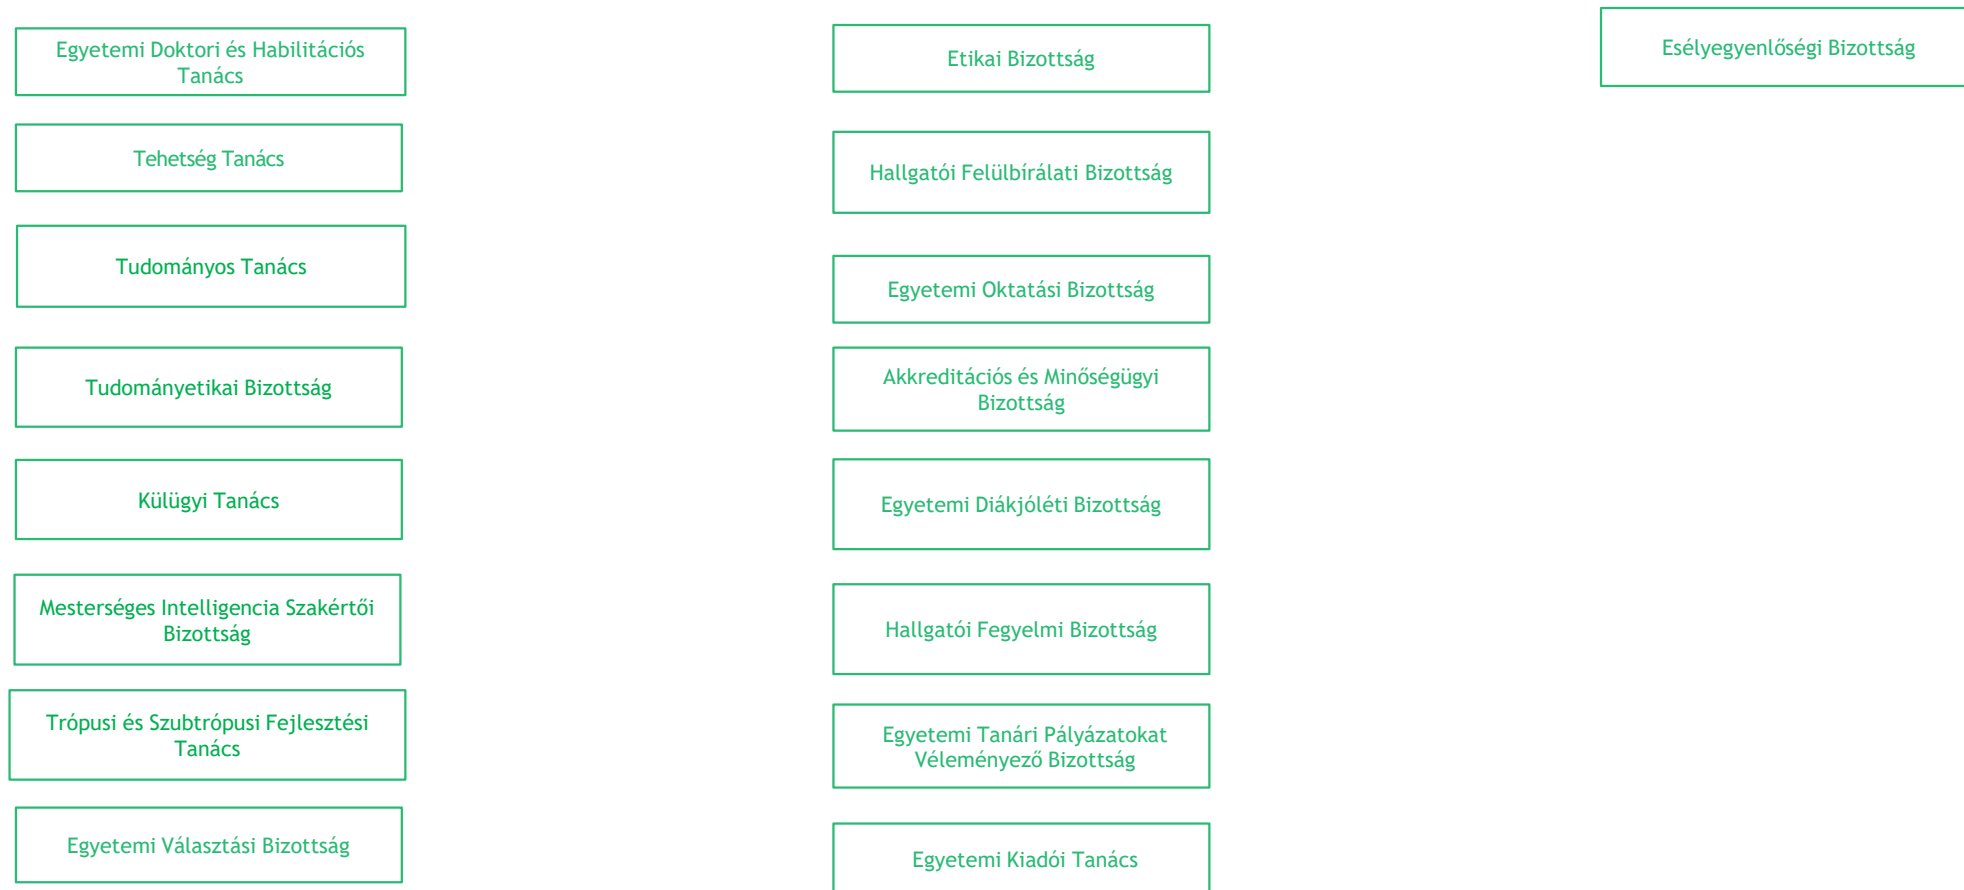 Egyetemi Doktori és Habilitációs
Tanács
Tehetség Tanács
Tudományos Tanács
Tudományetikai Bizottság
Külügyi Tanács
Mesterséges Intelligencia Szakértői
Bizottság
Trópusi és Szubtrópusi Fejlesztési
Tanács
Egyetemi Választási Bizottság
Etikai Bizottság
Hallgatói Felülbírálati Bizottság
Egyetemi Oktatási Bizottság
Akkreditációs és Minőségügyi
Bizottság
Egyetemi Diákjóléti Bizottság
Hallgatói Fegyelmi Bizottság
Egyetemi Tanári Pályázatokat
Véleményező Bizottság
Egyetemi Kiadói Tanács
Esélyegyenlőségi Bizottság